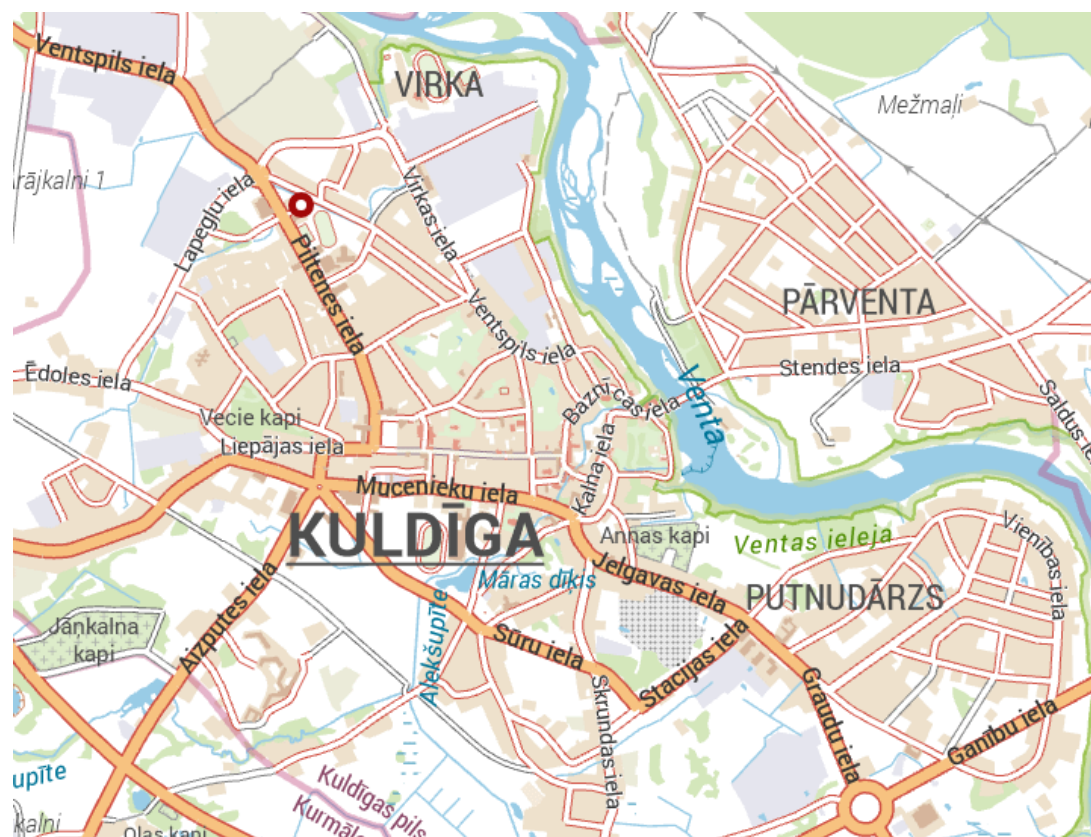 Ventspils iela
VIRKA
Mežmaļi
rājkalni 1
Lapegļu iela
Virkas iela
Piltenes iela
PĀRVENTA
Ventspils iela
Stendes iela
Ēdoles iela
Venta
Baznīcas iela
Saldus ie
Vecie kapi
Liepājas iela
Kalna iela
Mucenieku iela
KULDĪGA
Annas kapi
Ventas ieleja
Vienības iela
Māras dīķis
Jelgavas iela
PUTNUDĀRZS
Jānkalna
kapi
Aizputes iela
Alekšupīte
Sūru iela
Stacijas iela
Skrundas iela
Graudu iela
Ganību iela
upīte
Kuldīgas pils
Kurmāl
kalni
Olas kapi